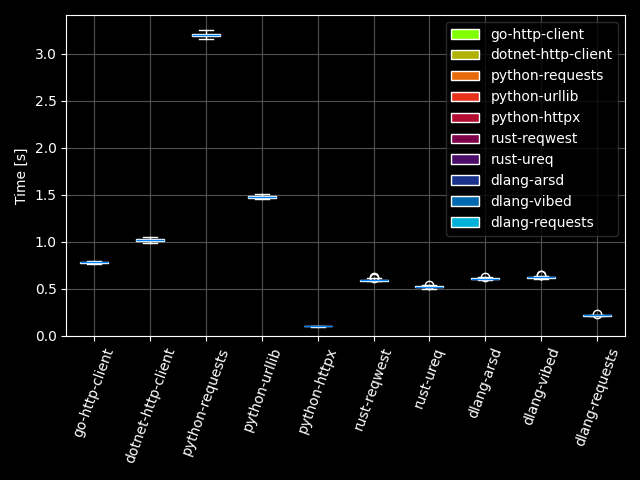 Time [s]
3.0
2.5
2.0
1.5
1.0
0.5
0.0
go-http-client
dotnet-http-client
python-requests
python-urllib
python-httpx
rust-reqwest
rust-ureq
dlang-arsd
dlang-vibed
dlang-requests
go-http-client
dotnet-http-client
python-requests
python-urllib
python-httpx
rust-reqwest
rust-ureq
dlang-arsd
dlang-vibed
dlang-requests